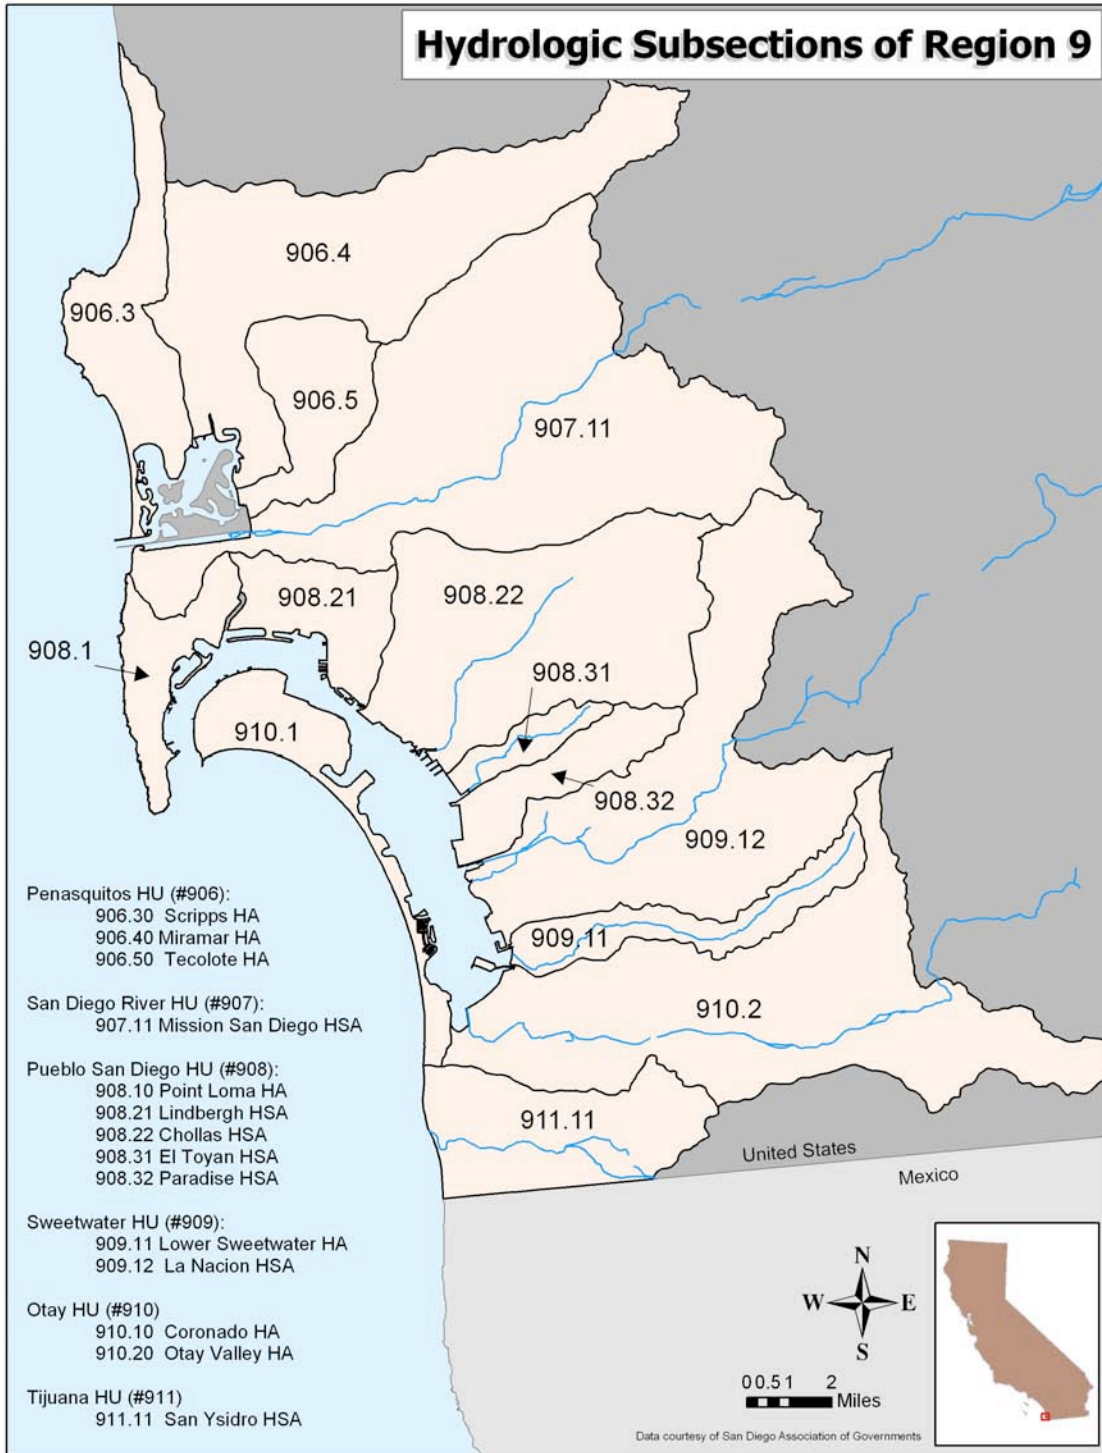 Hydrologic Subsections of Region 9
906.4
906.3
906.5
907.11
908.21
908.22
908.1
908.31
910.1
908.32
909.12
909.11
910.2
911.11
United States
Mexico
Penasquitos HU (#906):
906.30 Scripps HA
906.40 Miramar HA
906.50 Tecolote HA
San Diego River HU (#907):
907.11 Mission San Diego HSA
Pueblo San Diego HU (#908):
908.10 Point Loma HA
908.21 Lindbergh HSA
908.22 Chollas HSA
908.31 El Toyan HSA
908.32 Paradise HSA
Sweetwater HU (#909):
909.11 Lower Sweetwater HA
909.12 La Nacion HSA
Otay HU (#910)
910.10 Coronado HA
910.20 Otay Valley HA
Tijuana HU (#911)
911.11 San Ysidro HSA
N
W E
S
0 0.5 1 2
Miles
Data courtesy of San Diego Association of Governments